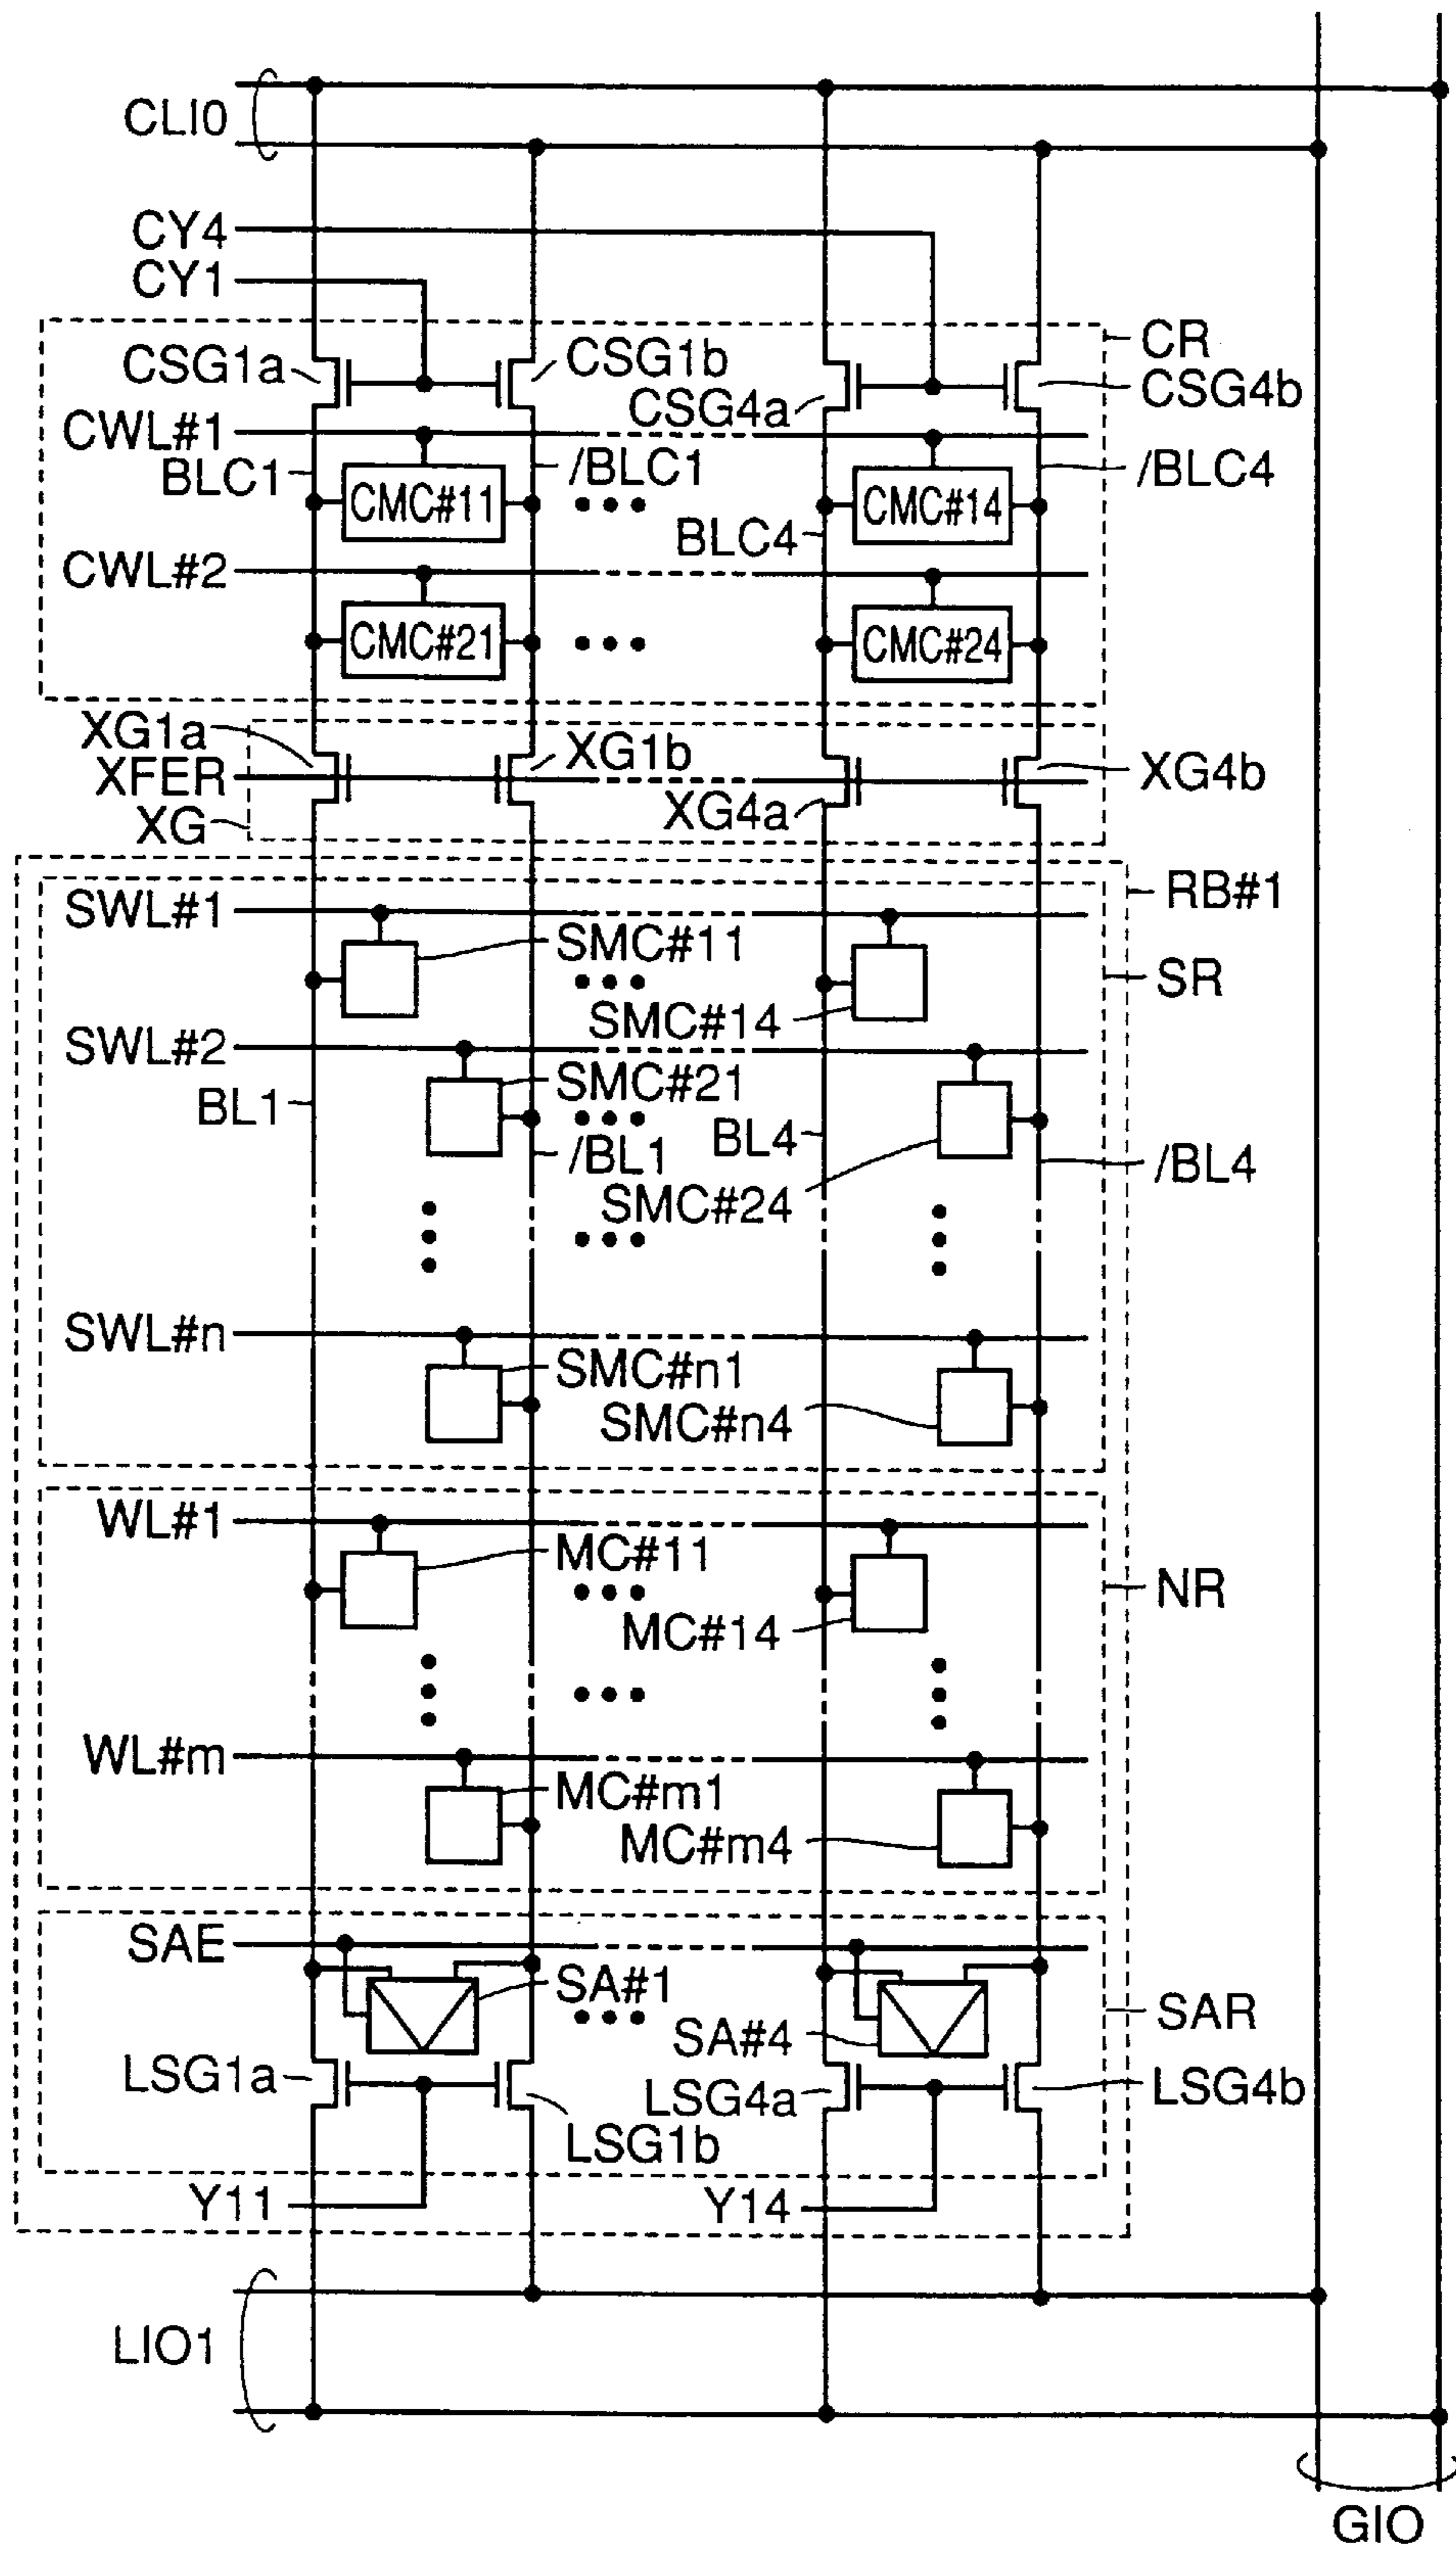 CLI0
CY4
CY1
CR
CSG1a
CSG1b
CSG4a
CSG4b
CWL#1
BLC1
/BLC1
/BLC4
CMC#11
CMC#14
BLC4
CWL#2
CMC#21
CMC#24
XG1a
XFER
XG
XG1b
XG4a
XG4b
RB#1
SWL#1
SMC#11
SR
SMC#14
SWL#2
SMC#21
BL1
/BL1
BL4
/BL4
SMC#24
SWL#n
SMC#n1
SMC#n4
WL#1
MC#11
NR
MC#14
WL#m
MC#m1
MC#m4
SAE
SA#1
SA#4
SAR
LSG1a
LSG1b
LSG4a
LSG4b
Y11
Y14
LIO1
GIO